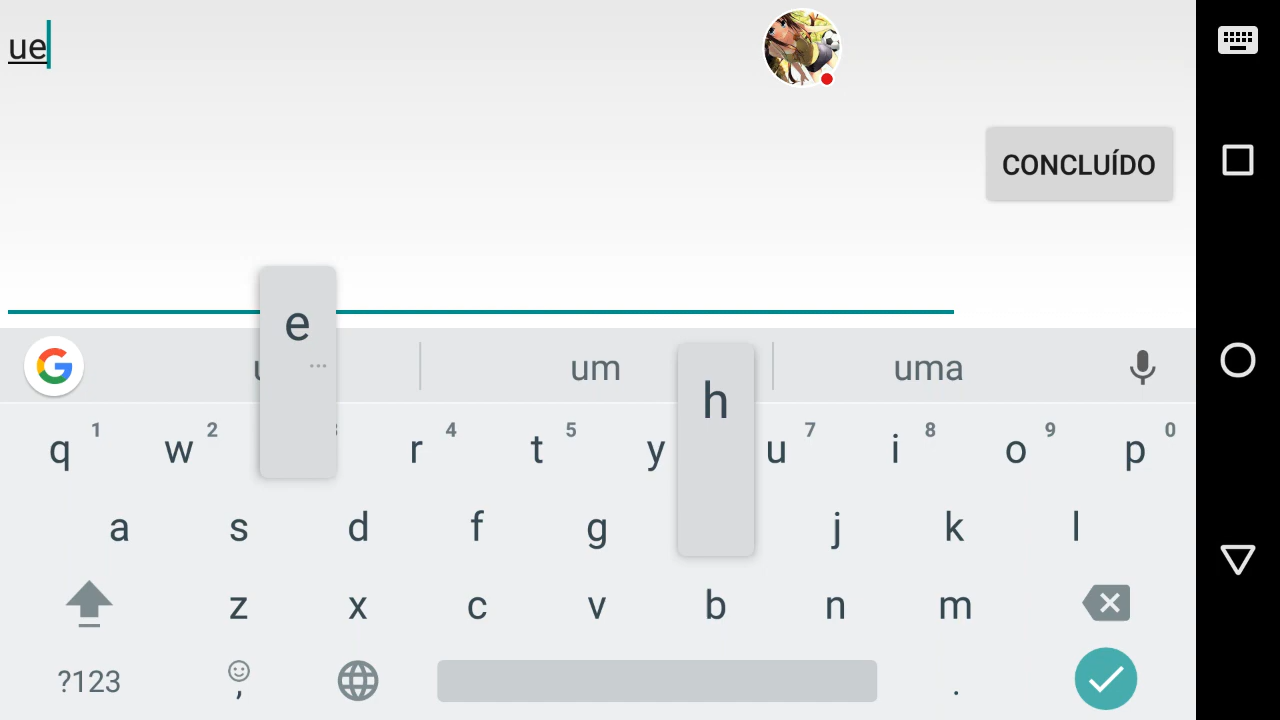 ue
CONCLUÍDO
e
...
um
uma
h
q 1 w 2 r 4 t 5 y u 7 i 8 o 9 p 0
a s d f g j k l
z x c v b n m
?123 , .